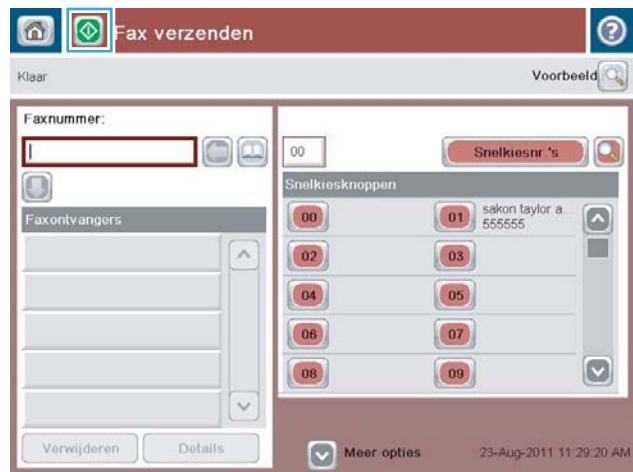 Fax verzenden
Klaar
Voorbeeld
Faxnummer:
00
Snelkiesnr.'s
Snelkiesknoppen
Faxontvangers
00
01
sakon taylor a...
555555
02
03
04
05
06
07
08
09
Verwijderen
Details
Meer opties
23-Aug-2011 11:29:20 AM